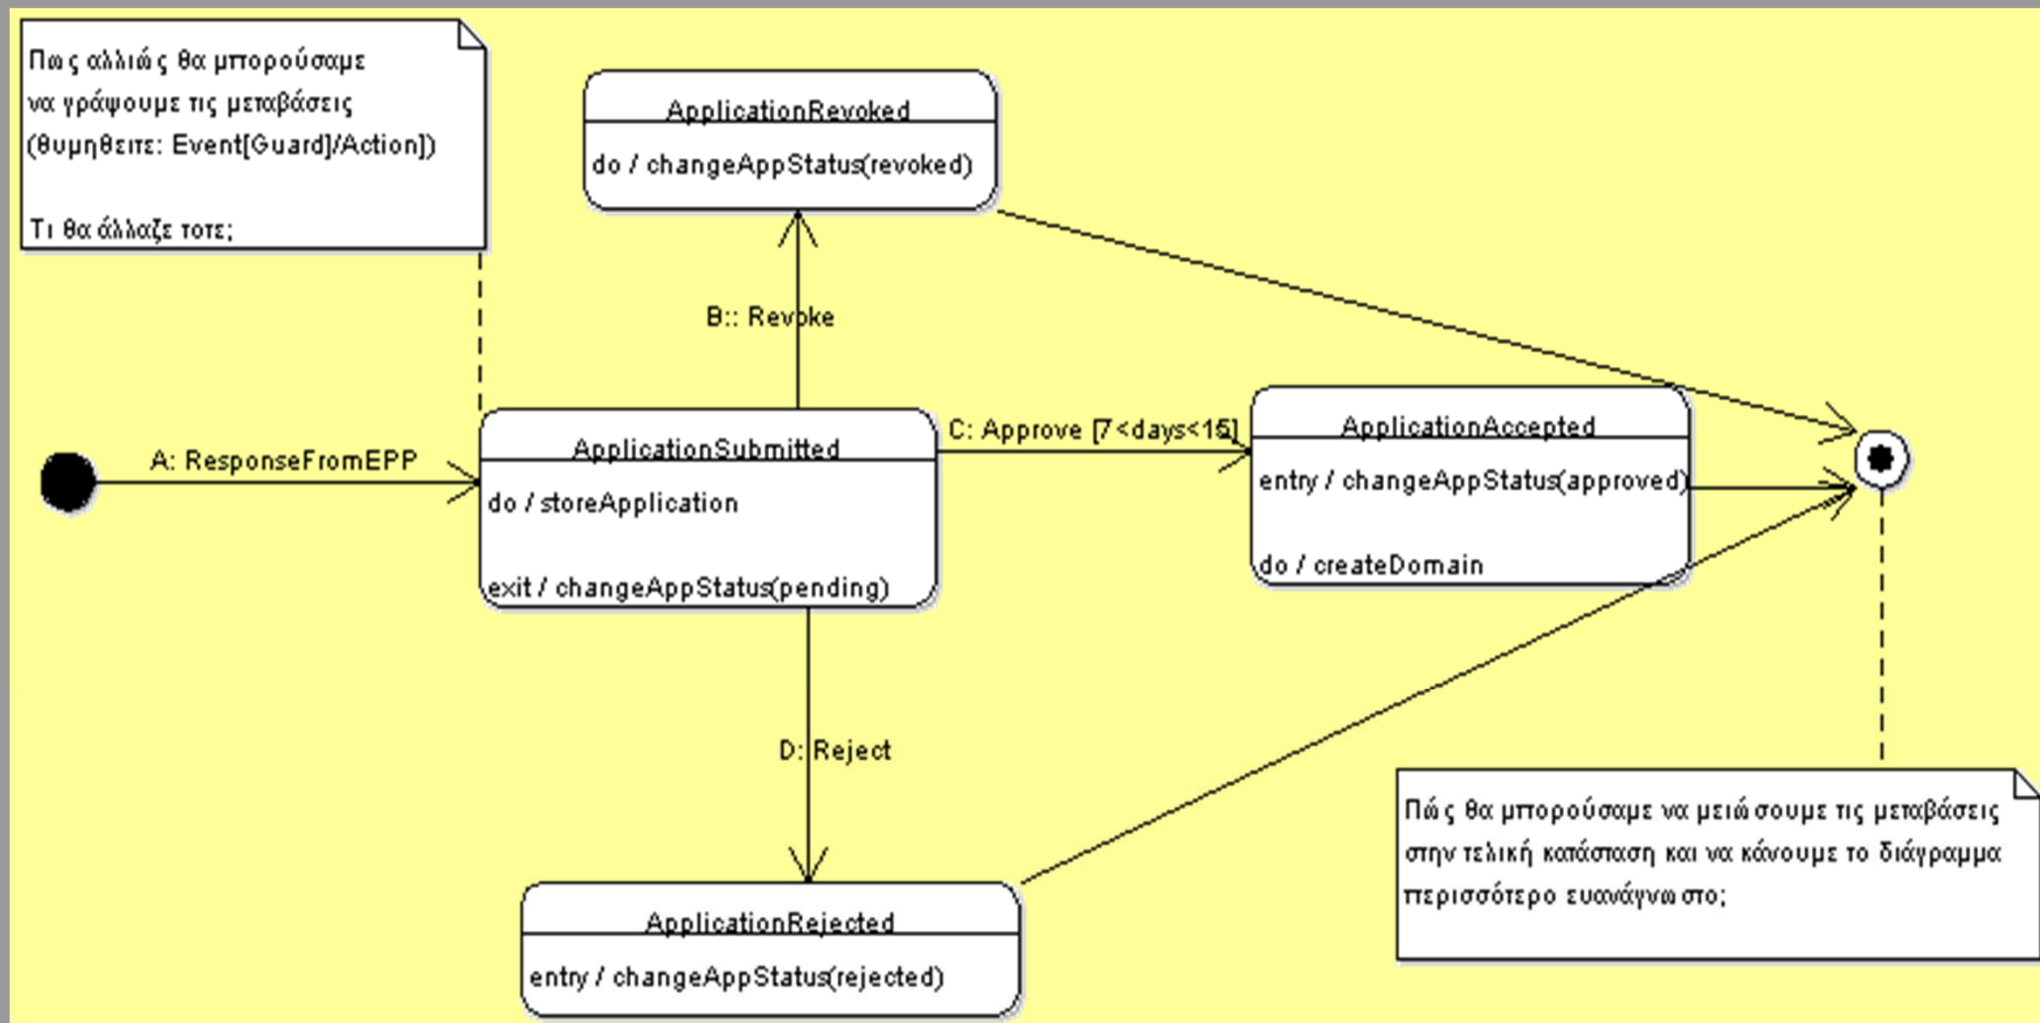 Πως αλλιώς θα μπορούσαμε
να γράψουμε τις μεταβάσεις
(θυμηθειτε: Event[Guard]/Action])
Τι θα άλλαζε τοτε;
ApplicationRevoked
do / changeAppStatus(revoked)
B:: Revoke
A: ResponseFromEPP
ApplicationSubmitted
do / storeApplication
exit / changeAppStatus(pending)
C: Approve [7<days<15]
ApplicationAccepted
entry / changeAppStatus(approved)
do / createDomain
D: Reject
ApplicationRejected
entry / changeAppStatus(rejected)
Πώς θα μπορούσαμε να μειώσουμε τις μεταβάσεις
στην τελική κατάσταση και να κάνουμε το διάγραμμα
περισσότερο ευανάγνωστο;